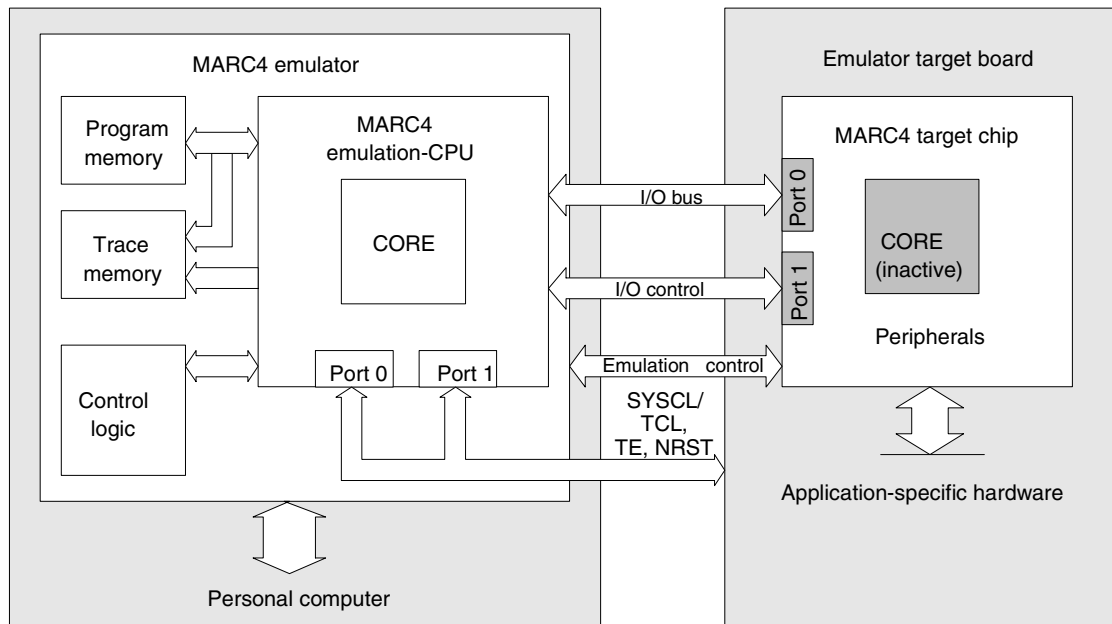 MARC4 emulator
Program
memory
Trace
memory
Control
logic
MARC4
emulation-CPU
CORE
Port 0
Port 1
Personal computer
I/O bus
I/O control
Emulation control
SYSCL/
TCL,
TE, NRST
Emulator target board
MARC4 target chip
Port 0
Port 1
CORE
(inactive)
Peripherals
Application-specific hardware